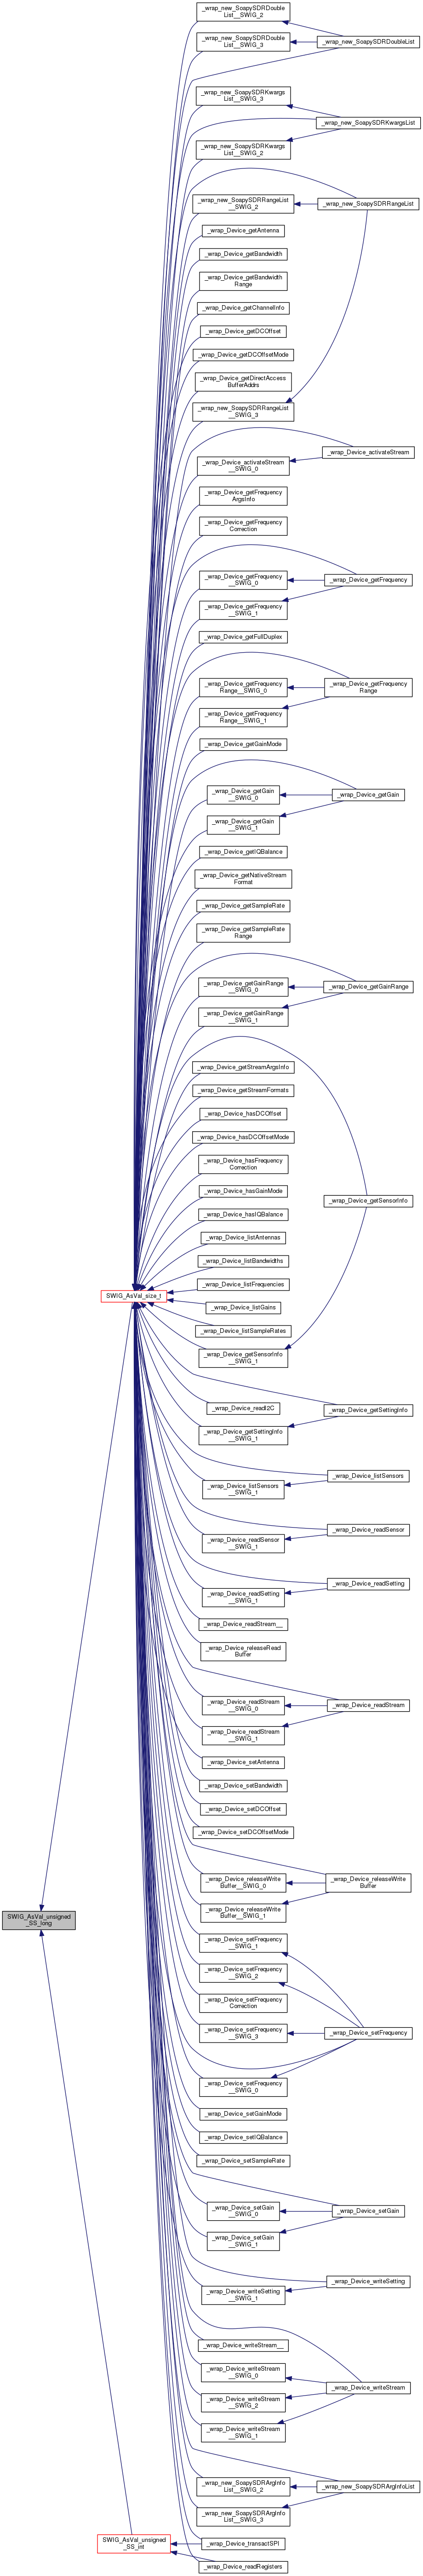 _wrap_new_SoapySDRDouble
List__SWIG_2
_wrap_new_SoapySDRDouble
List__SWIG_3
_wrap_new_SoapySDRDoubleList
_wrap_new_SoapySDRKwargs
List__SWIG_3
_wrap_new_SoapySDRKwargsList
_wrap_new_SoapySDRKwargs
List__SWIG_2
_wrap_new_SoapySDRRangeList
__SWIG_2
_wrap_new_SoapySDRRangeList
_wrap_Device_getAntenna
_wrap_Device_getBandwidth
_wrap_Device_getBandwidth
Range
_wrap_Device_getChannelInfo
_wrap_Device_getDCOffset
_wrap_Device_getDCOffsetMode
_wrap_Device_getDirectAccess
BufferAddrs
_wrap_new_SoapySDRRangeList
__SWIG_3
_wrap_Device_activateStream
_wrap_Device_activateStream
__SWIG_0
_wrap_Device_getFrequency
ArgsInfo
_wrap_Device_getFrequency
Correction
_wrap_Device_getFrequency
__SWIG_0
_wrap_Device_getFrequency
_wrap_Device_getFrequency
__SWIG_1
_wrap_Device_getFullDuplex
_wrap_Device_getFrequency
Range__SWIG_0
_wrap_Device_getFrequency
Range
_wrap_Device_getFrequency
Range__SWIG_1
_wrap_Device_getGainMode
_wrap_Device_getGain
__SWIG_0
_wrap_Device_getGain
_wrap_Device_getGain
__SWIG_1
_wrap_Device_getIQBalance
_wrap_Device_getNativeStream
Format
_wrap_Device_getSampleRate
_wrap_Device_getSampleRate
Range
_wrap_Device_getGainRange
__SWIG_0
_wrap_Device_getGainRange
_wrap_Device_getGainRange
__SWIG_1
_wrap_Device_getStreamArgsInfo
_wrap_Device_getStreamFormats
_wrap_Device_hasDCOffset
_wrap_Device_hasDCOffsetMode
_wrap_Device_hasFrequency
Correction
_wrap_Device_hasGainMode
_wrap_Device_getSensorInfo
_wrap_Device_hasIQBalance
_wrap_Device_listAntennas
_wrap_Device_listBandwidths
_wrap_Device_listFrequencies
SWIG_AsVal_size_t
_wrap_Device_listGains
_wrap_Device_listSampleRates
_wrap_Device_getSensorInfo
__SWIG_1
_wrap_Device_readI2C
_wrap_Device_getSettingInfo
_wrap_Device_getSettingInfo
__SWIG_1
_wrap_Device_listSensors
_wrap_Device_listSensors
__SWIG_1
_wrap_Device_readSensor
_wrap_Device_readSensor
__SWIG_1
_wrap_Device_readSetting
_wrap_Device_readSetting
__SWIG_1
_wrap_Device_readStream__
_wrap_Device_releaseRead
Buffer
_wrap_Device_readStream
__SWIG_0
_wrap_Device_readStream
_wrap_Device_readStream
__SWIG_1
_wrap_Device_setAntenna
_wrap_Device_setBandwidth
_wrap_Device_setDCOffset
_wrap_Device_setDCOffsetMode
_wrap_Device_releaseWrite
Buffer__SWIG_0
_wrap_Device_releaseWrite
Buffer
_wrap_Device_releaseWrite
Buffer__SWIG_1
SWIG_AsVal_unsigned
_SS_long
_wrap_Device_setFrequency
__SWIG_1
_wrap_Device_setFrequency
__SWIG_2
_wrap_Device_setFrequency
Correction
_wrap_Device_setFrequency
__SWIG_3
_wrap_Device_setFrequency
_wrap_Device_setFrequency
__SWIG_0
_wrap_Device_setGainMode
_wrap_Device_setIQBalance
_wrap_Device_setSampleRate
_wrap_Device_setGain
__SWIG_0
_wrap_Device_setGain
_wrap_Device_setGain
__SWIG_1
_wrap_Device_writeSetting
_wrap_Device_writeSetting
__SWIG_1
_wrap_Device_writeStream__
_wrap_Device_writeStream
__SWIG_0
_wrap_Device_writeStream
_wrap_Device_writeStream
__SWIG_2
_wrap_Device_writeStream
__SWIG_1
_wrap_new_SoapySDRArgInfo
List__SWIG_2
_wrap_new_SoapySDRArgInfoList
_wrap_new_SoapySDRArgInfo
List__SWIG_3
SWIG_AsVal_unsigned
_SS_int
_wrap_Device_transactSPI
_wrap_Device_readRegisters